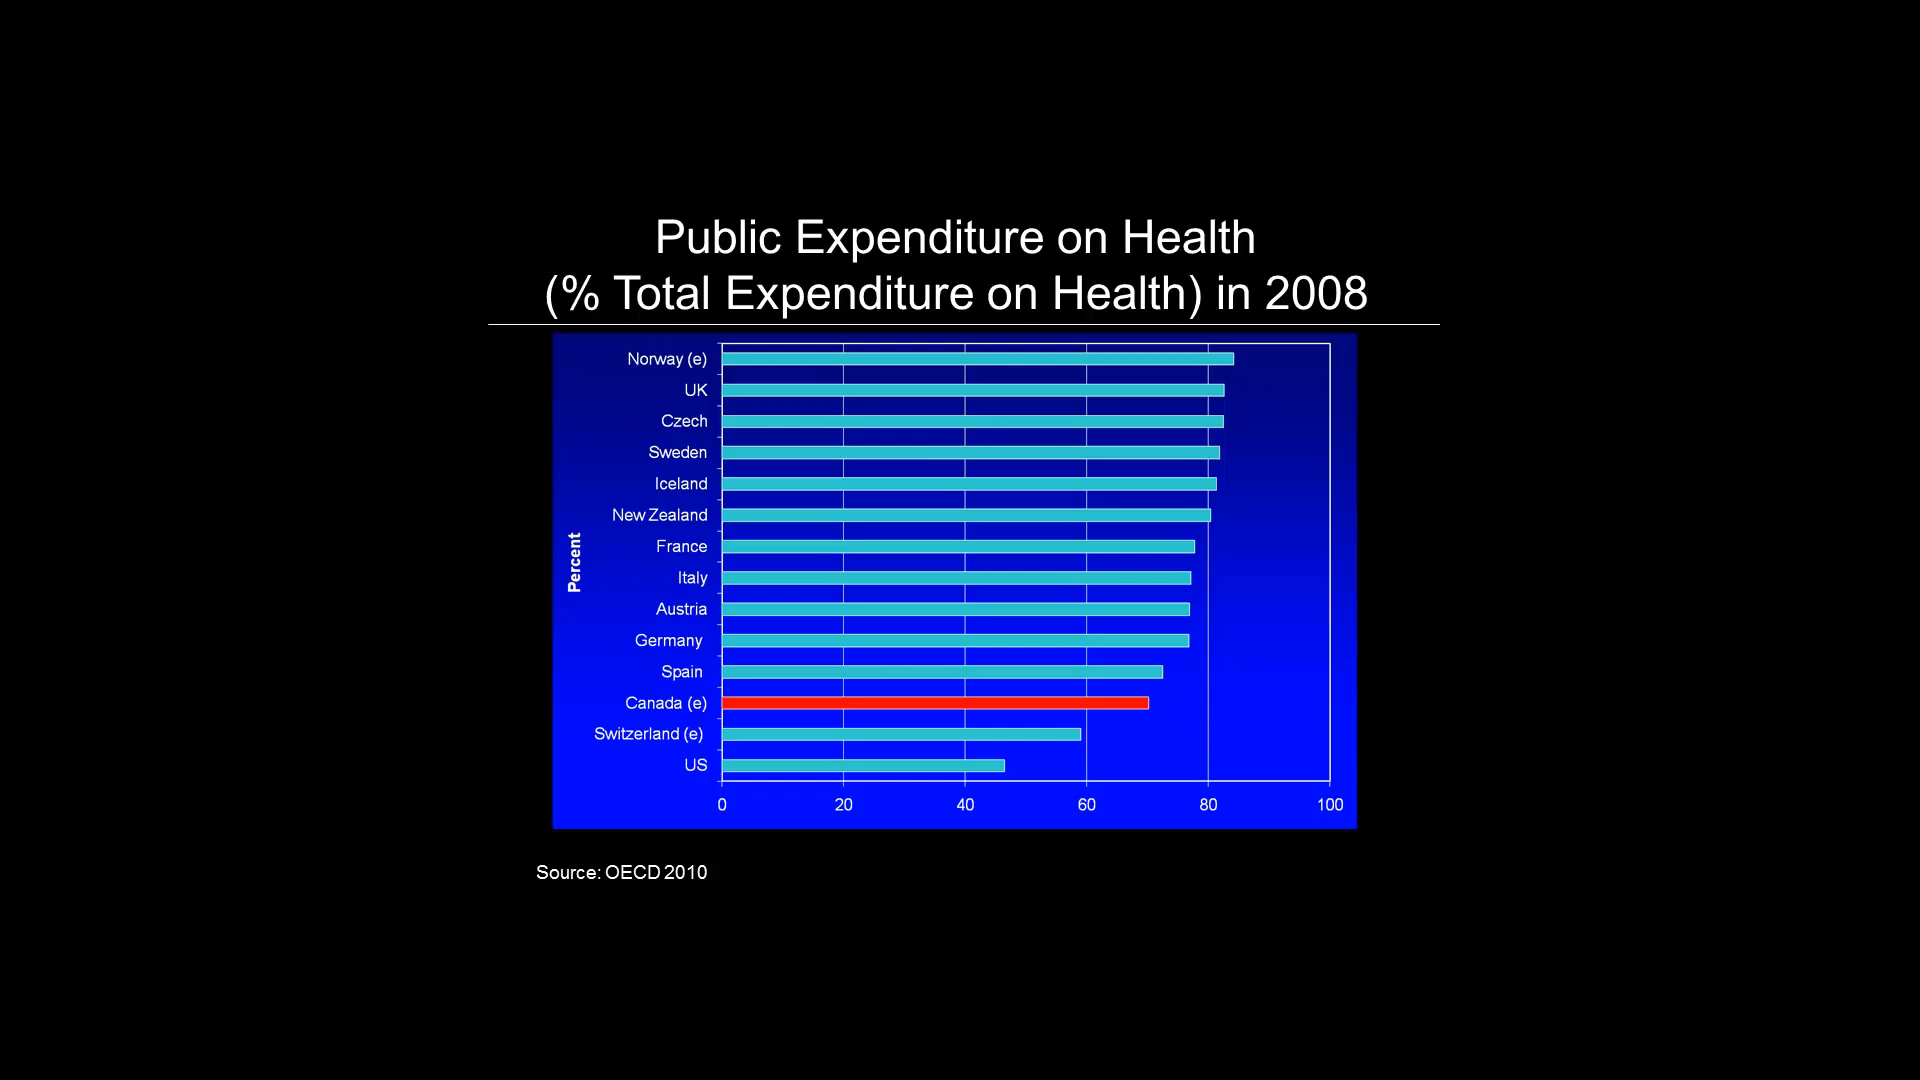 Public Expenditure on Health
(% Total Expenditure on Health) in 2008
Percent
Norway (e)
UK
Czech
Sweden
Iceland
New Zealand
France
Italy
Austria
Germany
Spain
Canada (e)
Switzerland (e)
US
0 20 40 60 80 100
Source: OECD 2010